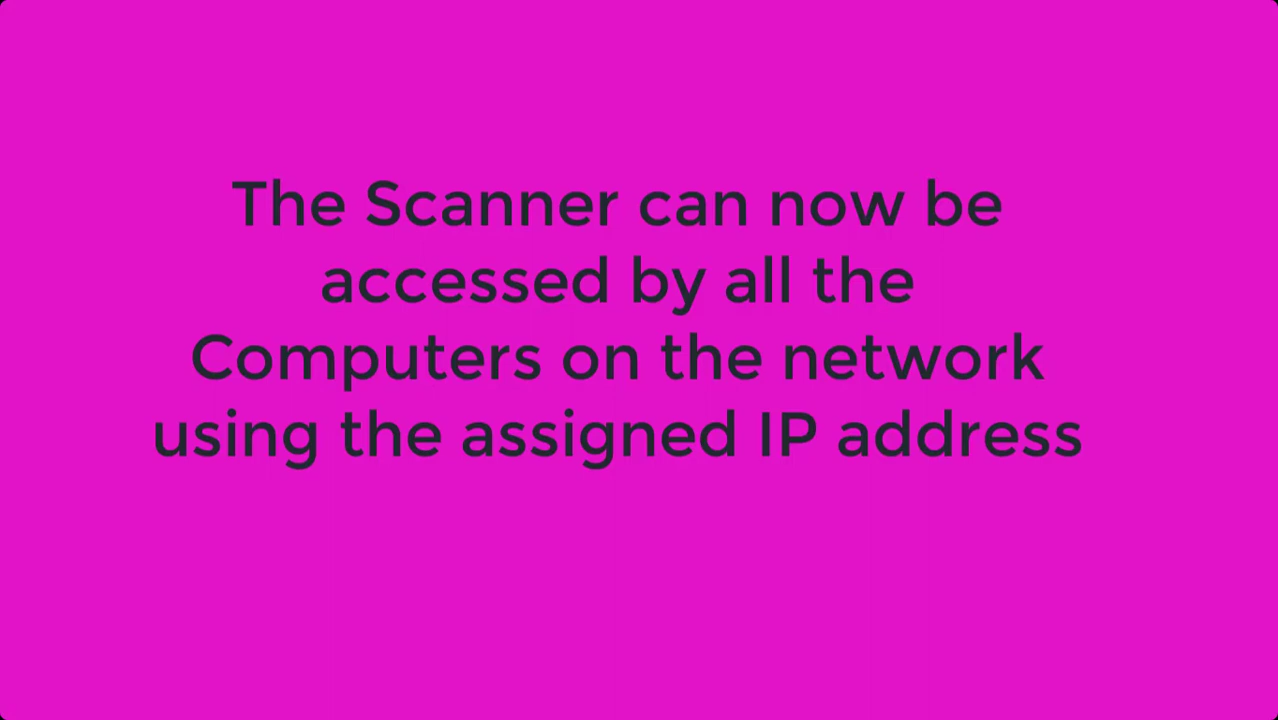 The Scanner can now be
accessed by all the
Computers on the network
using the assigned IP address